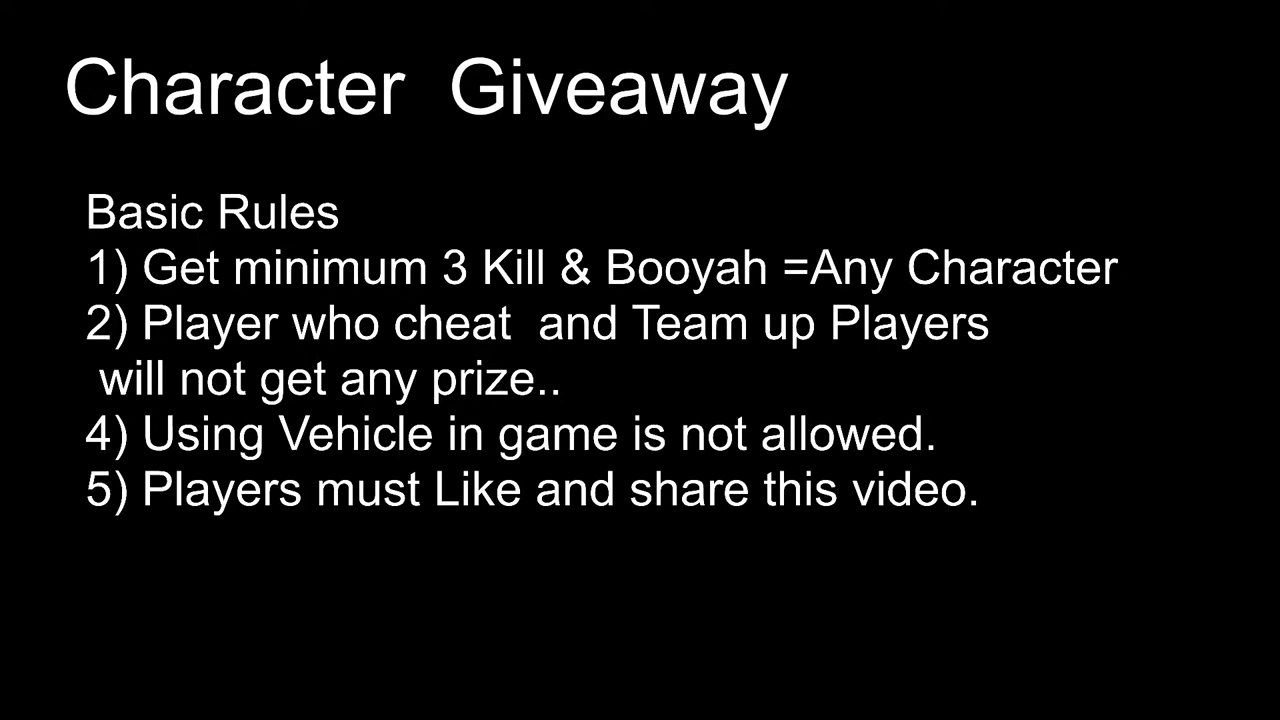 Character Giveaway
Basic Rules
1) Get minimum 3 Kill & Booyah =Any Character
2) Player who cheat and Team up Players
will not get any prize..
4) Using Vehicle in game is not allowed.
5) Players must Like and share this video.